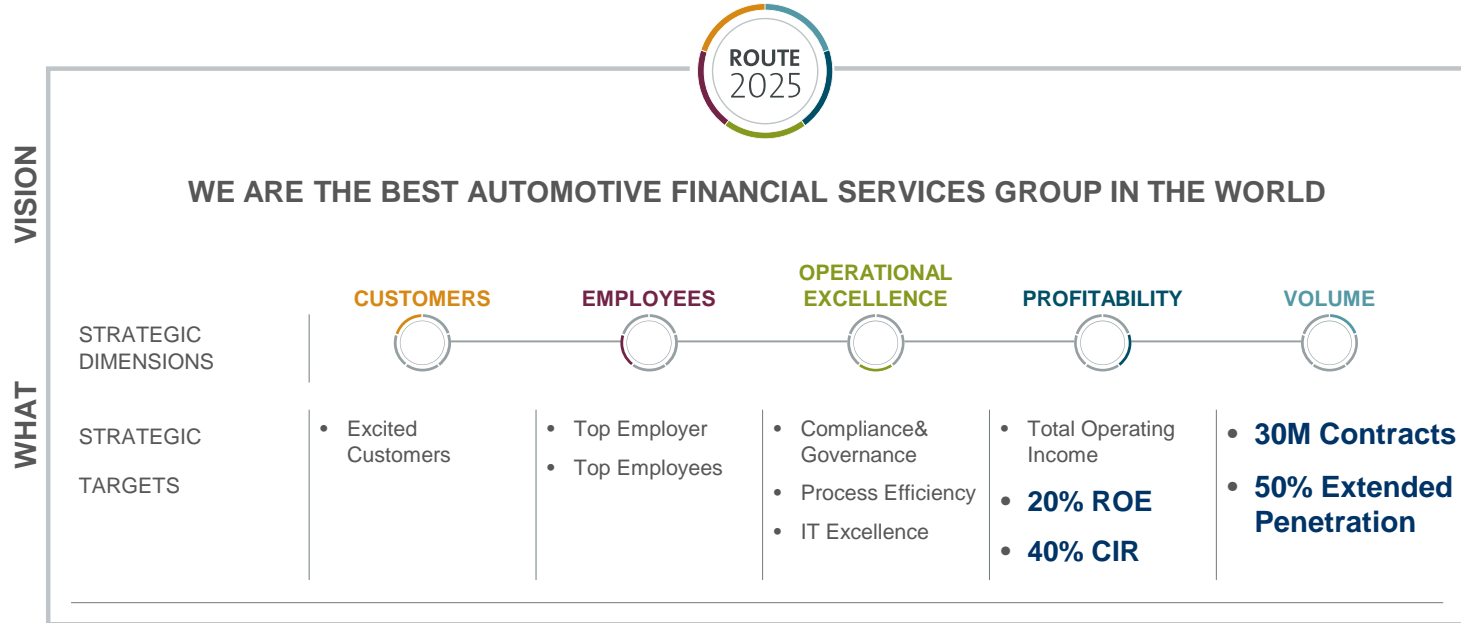 ROUTE
2025
VISION
WE ARE THE BEST AUTOMOTIVE FINANCIAL SERVICES GROUP IN THE WORLD
WHAT
STRATEGIC
DIMENSIONS
CUSTOMERS
EMPLOYEES
OPERATIONAL
EXCELLENCE
PROFITABILITY
VOLUME
STRATEGIC
TARGETS
• Excited
Customers
• Top Employer
• Top Employees
• Compliance&
Governance
• Process Efficiency
• IT Excellence
• Total Operating
Income
• 20% ROE
• 40% CIR
• 30M Contracts
• 50% Extended
Penetration